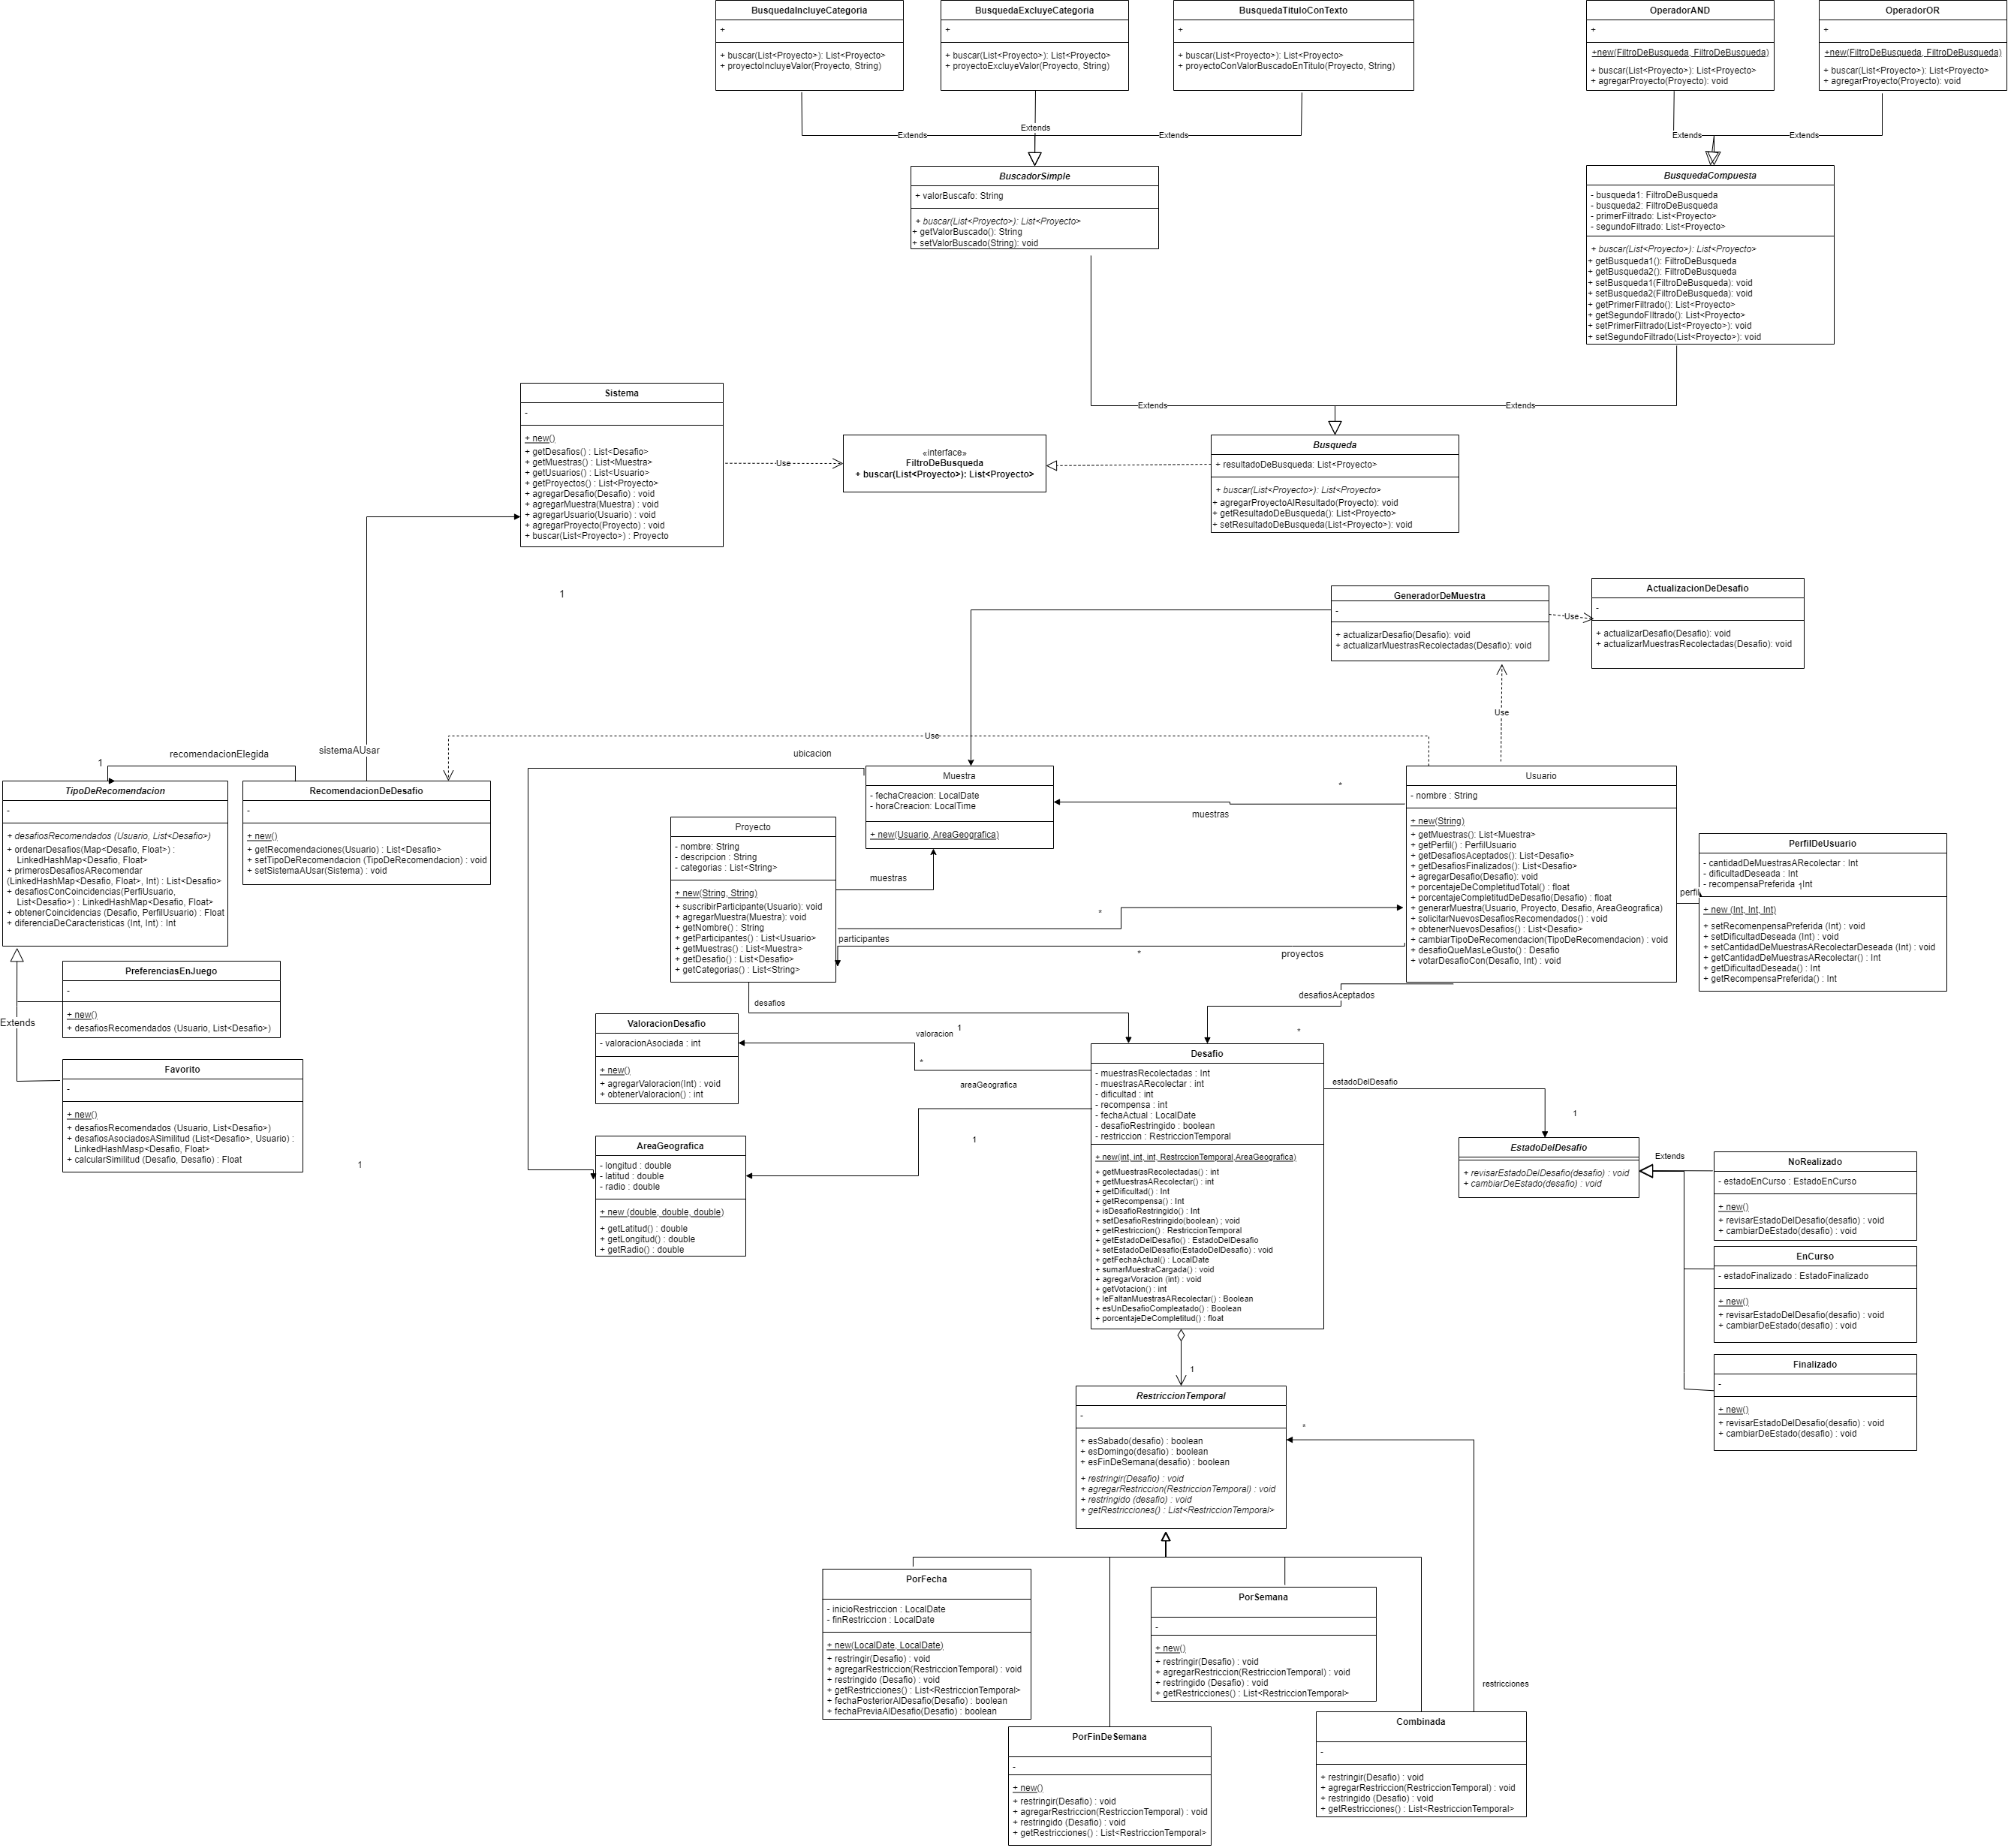 BusquedaIncluyeCategoria
+
+ buscar(List<Proyecto>): List<Proyecto>
+ proyectoIncluyeValor(Proyecto, String)
BusquedaExcluyeCategoria
+
+ buscar(List<Proyecto>): List<Proyecto>
+ proyectoExcluyeValor(Proyecto, String)
BusquedaTituloConTexto
+
+ buscar(List<Proyecto>): List<Proyecto>
+ proyectoConValorBuscadoEnTitulo(Proyecto, String)
OperadorAND
+
+new(FiltroDeBusqueda, FiltroDeBusqueda)
+ buscar(List<Proyecto>): List<Proyecto>
+ agregarProyecto(Proyecto): void
OperadorOR
+
+new(FiltroDeBusqueda, FiltroDeBusqueda)
+ buscar(List<Proyecto>): List<Proyecto>
+ agregarProyecto(Proyecto): void
Extends
Extends
Extends
Extends
Extends
BuscadorSimple
+ valorBuscafo: String
+ buscar(List<Proyecto>): List<Proyecto>
+ getValorBuscado(): String
+ setValorBuscado(String): void
BusquedaCompuesta
- busqueda1: FiltroDeBusqueda
- busqueda2: FiltroDeBusqueda
- primerFiltrado: List<Proyecto>
- segundoFiltrado: List<Proyecto>
+ buscar(List<Proyecto>): List<Proyecto>
+ getBusqueda1(): FiltroDeBusqueda
+ getBusqueda2(): FiltroDeBusqueda
+ setBusqueda1(FiltroDeBusqueda): void
+ setBusqueda2(FiltroDeBusqueda): void
+ getPrimerFiltrado(): List<Proyecto>
+ getSegundoFIltrado(): List<Proyecto>
+ setPrimerFiltrado(List<Proyecto>): void
+ setSegundoFiltrado(List<Proyecto>): void
Extends
Extends
Sistema
-
+ new()
+ getDesafios() : List<Desafio>
+ getMuestras() : List<Muestra>
+ getUsuarios() : List<Usuario>
+ getProyectos() : List<Proyecto>
+ agregarDesafio(Desafio) : void
+ agregarMuestra(Muestra) : void
+ agregarUsuario(Usuario) : void
+ agregarProyecto(Proyecto) : void
+ buscar(List<Proyecto>) : Proyecto
Use
«interface»
FiltroDeBusqueda
+ buscar(List<Proyecto>): List<Proyecto>
Busqueda
+ resultadoDeBusqueda: List<Proyecto>
+ buscar(List<Proyecto>): List<Proyecto>
+ agregarProyectoAlResultado(Proyecto): void
+ getResultadoDeBusqueda(): List<Proyecto>
+ setResultadoDeBusqueda(List<Proyecto>): void
1
GeneradorDeMuestra
-
+ actualizarDesafio(Desafio): void
+ actualizarMuestrasRecolectadas(Desafio): void
Use
ActualizacionDeDesafio
-
+ actualizarDesafio(Desafio): void
+ actualizarMuestrasRecolectadas(Desafio): void
Use
Use
recomendacionElegida
1
sistemaAUsar
ubicacion
TipoDeRecomendacion
-
+ desafiosRecomendados (Usuario, List<Desafio>)
+ ordenarDesafios(Map<Desafio, Float>) :
LinkedHashMap<Desafio, Float>
+ primerosDesafiosARecomendar
(LinkedHashMap<Desafio, Float>, Int) : List<Desafio>
+ desafiosConCoincidencias(PerfiUsuario,
List<Desafio>) : LinkedHashMap<Desafio, Float>
+ obtenerCoincidencias (Desafio, PerfilUsuario) : Float
+ diferenciaDeCaracteristicas (Int, Int) : Int
RecomendacionDeDesafio
-
+ new()
+ getRecomendaciones(Usuario) : List<Desafio>
+ setTipoDeRecomendacion (TipoDeRecomendacion) : void
+ setSistemaAUsar(Sistema) : void
Muestra
- fechaCreacion: LocalDate
- horaCreacion: LocalTime
+ new(Usuario, AreaGeografica)
*
muestras
Usuario
- nombre : String
+ new(String)
+ getMuestras(): List<Muestra>
+ getPerfil() : PerfilUsuario
+ getDesafiosAceptados(): List<Desafio>
+ getDesafiosFinalizados(): List<Desafio>
+ agregarDesafio(Desafio): void
+ porcentajeDeCompletitudTotal() : float
+ porcentajeCompletitudDeDesafio(Desafio) : float
+ generarMuestra(Usuario, Proyecto, Desafio, AreaGeografica)
+ solicitarNuevosDesafiosRecomendados() : void
+ obtenerNuevosDesafios() : List<Desafio>
+ cambiarTipoDeRecomendacion(TipoDeRecomendacion) : void
+ desafioQueMasLeGusto() : Desafio
+ votarDesafioCon(Desafio, Int) : void
perfil
1
PerfilDeUsuario
- cantidadDeMuestrasARecolectar : Int
- dificultadDeseada : Int
- recompensaPreferida : Int
+ new (Int, Int, Int)
+ setRecomenpensaPreferida (Int) : void
+ setDificultadDeseada (Int) : void
+ setCantidadDeMuestrasARecolectarDeseada (Int) : void
+ getCantidadDeMuestrasARecolectar() : Int
+ getDificultadDeseada() : Int
+ getRecompensaPreferida() : Int
Proyecto
- nombre: String
- descripcion : String
- categorias : List<String>
+ new(String, String)
+ suscribirParticipante(Usuario): void
+ agregarMuestra(Muestra): void
+ getNombre() : String
+ getParticipantes() : List<Usuario>
+ getMuestras() : List<Muestra>
+ getDesafio() : List<Desafio>
+ getCategorias() : List<String>
muestras
*
participantes
*
proyectos
desafios
1
desafiosAceptados
*
PreferenciasEnJuego
-
+ new()
+ desafiosRecomendados (Usuario, List<Desafio>)
Extends
Favorito
-
+ new()
+ desafiosRecomendados (Usuario, List<Desafio>)
+ desafiosAsociadosASimilitud (List<Desafio>, Usuario) :
LinkedHashMasp<Desafio, Float>
+ calcularSimilitud (Desafio, Desafio) : Float
1
ValoracionDesafio
- valoracionAsociada : int
+ new()
+ agregarValoracion(Int) : void
+ obtenerValoracion() : int
valoracion
*
areaGeografica
1
AreaGeografica
- longitud : double
- latitud : double
- radio : double
+ new (double, double, double)
+ getLatitud() : double
+ getLongitud() : double
+ getRadio() : double
Desafio
- muestrasRecolectadas : Int
- muestrasARecolectar : int
- dificultad : int
- recompensa : int
- fechaActual : LocalDate
- desafioRestringido : boolean
- restriccion : RestriccionTemporal
+ new(int, int, int, RestrccionTemporal,AreaGeografica)
+ getMuestrasRecolectadas() : int
+ getMuestrasARecolectar() : int
+ getDificultad() : Int
+ getRecompensa() : Int
+ isDesafioRestringido() : Int
+ setDesafioRestringido(boolean) ; void
+ getRestriccion() : RestriccionTemporal
+ getEstadoDelDesafio() : EstadoDelDesafio
+ setEstadoDelDesafio(EstadoDelDesafio) : void
+ getFechaActual() : LocalDate
+ sumarMuestraCargada() : void
+ agregarVoracion (int) : void
+ getVotacion() : int
+ leFaltanMuestrasARecolectar() : Boolean
+ esUnDesafioCompleatado() : Boolean
+ porcentajeDeCompletitud() : float
estadoDelDesafio
1
EstadoDelDesafio
+ revisarEstadoDelDesafio(desafio) : void
+ cambiarDeEstado(desafio) : void
Extends
NoRealizado
- estadoEnCurso : EstadoEnCurso
+ new()
+ revisarEstadoDelDesafio(desafio) : void
+ cambiarDeEstado(desafio) : void
EnCurso
- estadoFinalizado : EstadoFinalizado
+ new()
+ revisarEstadoDelDesafio(desafio) : void
+ cambiarDeEstado(desafio) : void
Finalizado
-
+ new()
+ revisarEstadoDelDesafio(desafio) : void
+ cambiarDeEstado(desafio) : void
1
RestriccionTemporal
-
+ esSabado(desafio) : boolean
+ esDomingo(desafio) : boolean
+ esFinDeSemana(desafio) : boolean
+ restringir(Desafio) : void
+ agregarRestriccion(RestriccionTemporal) : void
+ restringido (desafio) : void
+ getRestricciones() : List<RestriccionTemporal>
*
restricciones
PorFecha
- inicioRestriccion : LocalDate
- finRestriccion : LocalDate
+ new(LocalDate, LocalDate)
+ restringir(Desafio) : void
+ agregarRestriccion(RestriccionTemporal) : void
+ restringido (Desafio) : void
+ getRestricciones() : List<RestriccionTemporal>
+ fechaPosteriorAlDesafio(Desafio) : boolean
+ fechaPreviaAlDesafio(Desafio) : boolean
PorSemana
-
+ new()
+ restringir(Desafio) : void
+ agregarRestriccion(RestriccionTemporal) : void
+ restringido (Desafio) : void
+ getRestricciones() : List<RestriccionTemporal>
PorFinDeSemana
-
+ new()
+ restringir(Desafio) : void
+ agregarRestriccion(RestriccionTemporal) : void
+ restringido (Desafio) : void
+ getRestricciones() : List<RestriccionTemporal>
Combinada
-
+ restringir(Desafio) : void
+ agregarRestriccion(RestriccionTemporal) : void
+ restringido (Desafio) : void
+ getRestricciones() : List<RestriccionTemporal>